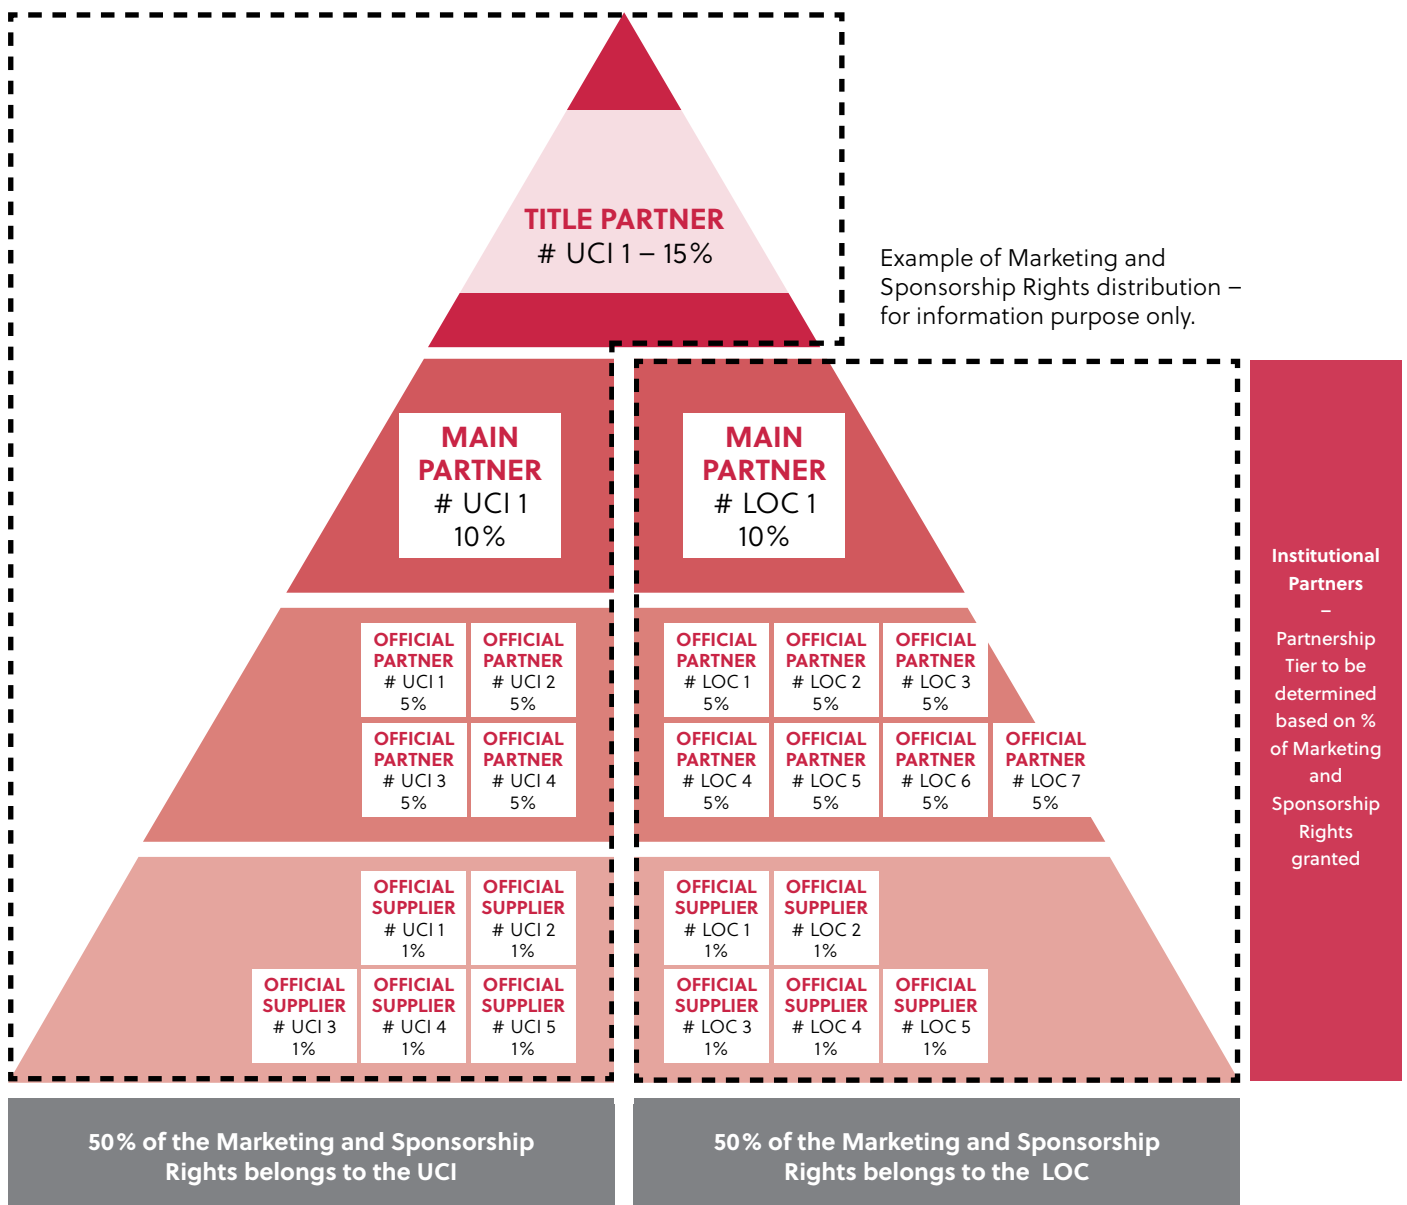 TITLE PARTNER
# UCI 1 – 15%
Example of Marketing and
Sponsorship Rights distribution –
for information purpose only.
MAIN
PARTNER
# UCI 1
10%
MAIN
PARTNER
# LOC 1
10%
OFFICIAL
PARTNER
# UCI 1
5%
OFFICIAL
PARTNER
# UCI 2
5%
OFFICIAL
PARTNER
# UCI 3
5%
OFFICIAL
PARTNER
# UCI 4
5%
OFFICIAL
PARTNER
# LOC 1
5%
OFFICIAL
PARTNER
# LOC 2
5%
OFFICIAL
PARTNER
# LOC 3
5%
OFFICIAL
PARTNER
# LOC 4
5%
OFFICIAL
PARTNER
# LOC 5
5%
OFFICIAL
PARTNER
# LOC 6
5%
OFFICIAL
PARTNER
# LOC 7
5%
OFFICIAL
SUPPLIER
# UCI 1
1%
OFFICIAL
SUPPLIER
# UCI 2
1%
OFFICIAL
SUPPLIER
# UCI 3
1%
OFFICIAL
SUPPLIER
# UCI 4
1%
OFFICIAL
SUPPLIER
# UCI 5
1%
OFFICIAL
SUPPLIER
# LOC 1
1%
OFFICIAL
SUPPLIER
# LOC 2
1%
OFFICIAL
SUPPLIER
# LOC 3
1%
OFFICIAL
SUPPLIER
# LOC 4
1%
OFFICIAL
SUPPLIER
# LOC 5
1%
Institutional
Partners
–
Partnership
Tier to be
determined
based on %
of Marketing
and
Sponsorship
Rights
granted
50% of the Marketing and Sponsorship
Rights belongs to the UCI
50% of the Marketing and Sponsorship
Rights belongs to the LOC